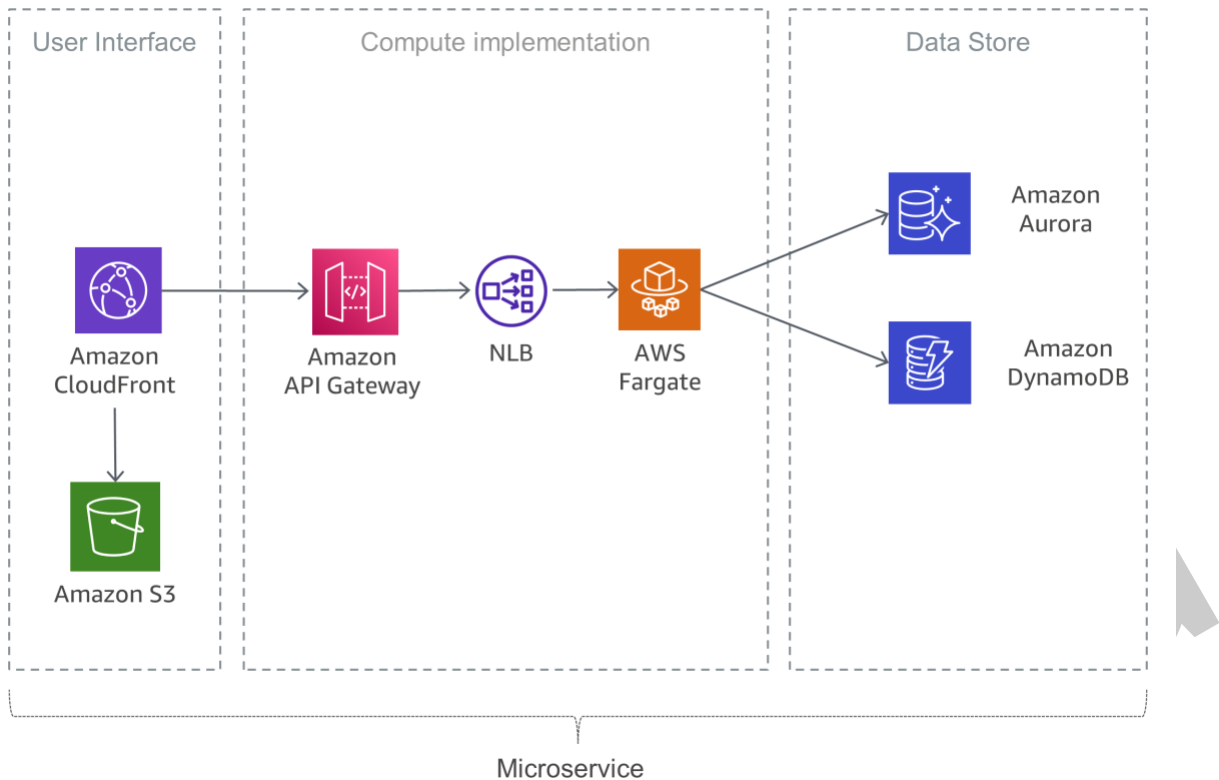 User Interface
Compute implementation
Data Store
Amazon
Aurora
Amazon
CloudFront
Amazon
API Gateway
</>
NLB
AWS
Fargate
Amazon
DynamoDB
Amazon S3
Microservice